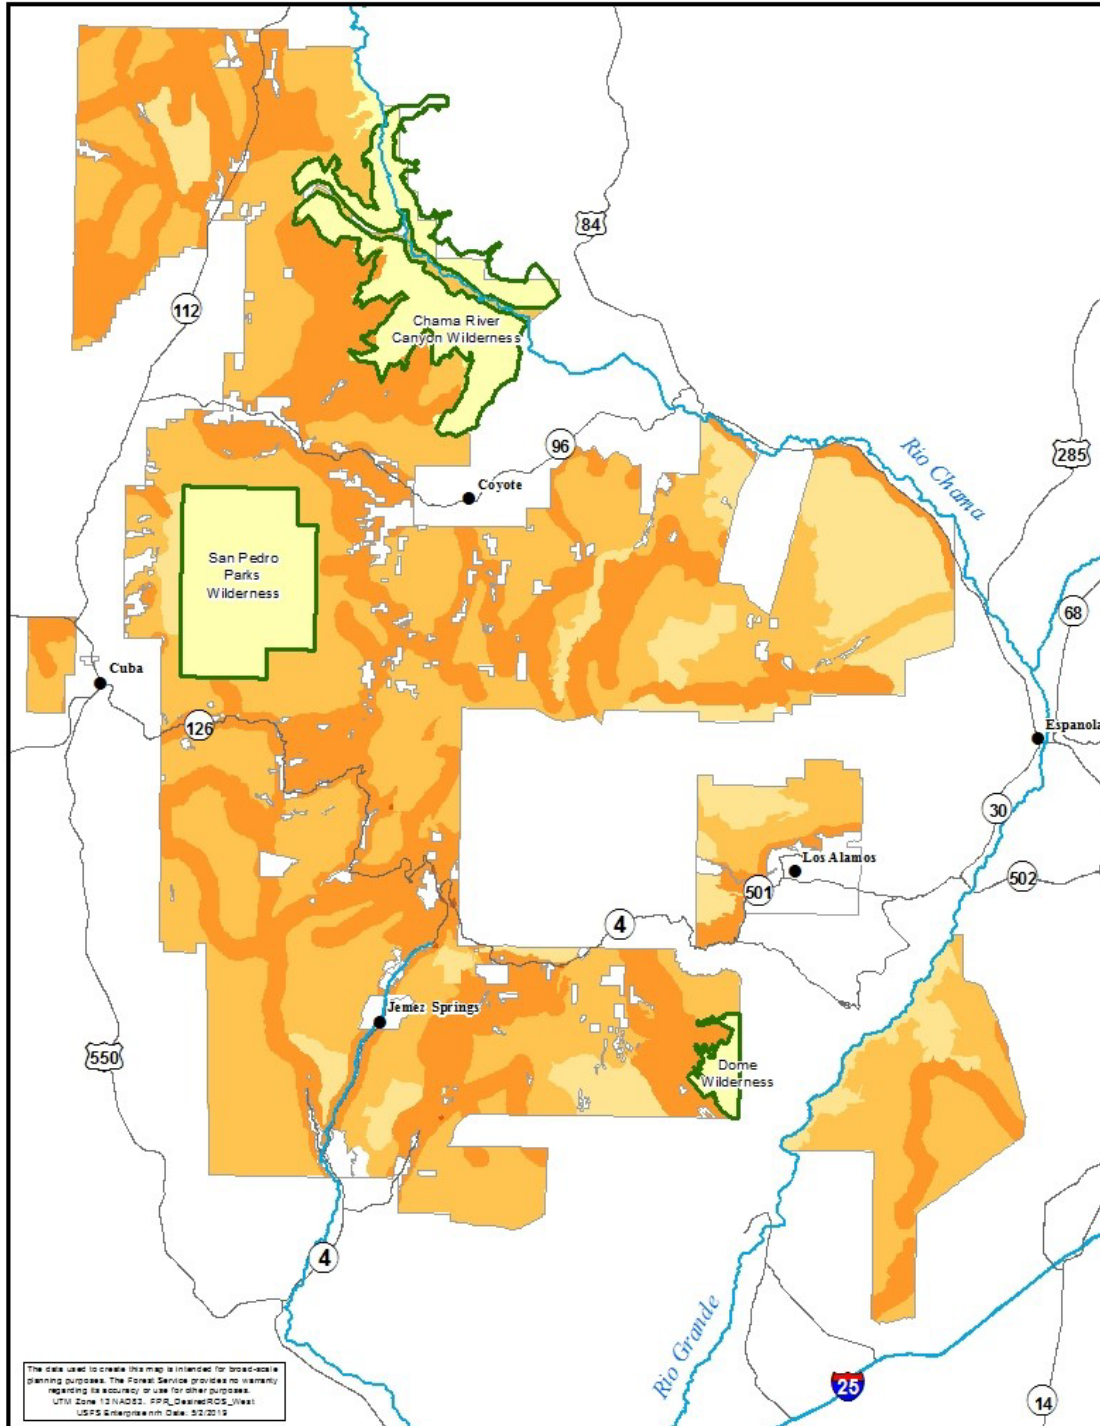 84
112
Chama River
Canyon Wilderness
96
285
Rio Chama
Coyote
San Pedro
Parks
Wilderness
68
Cuba
126
Espanola
30
Los Alamos
501
502
4
Jemez Springs
550
Dome
Wilderness
4
Rio Grande
25
14
The data used to create this map is intended for broad-scale
planning purposes. The Forest Service provides no warranty
regarding its accuracy or use for other purposes.
UTM Zone 13 NAD83. FPR_DesiredROS_West
USFS Enterprise nrh Date: 5/2/2019